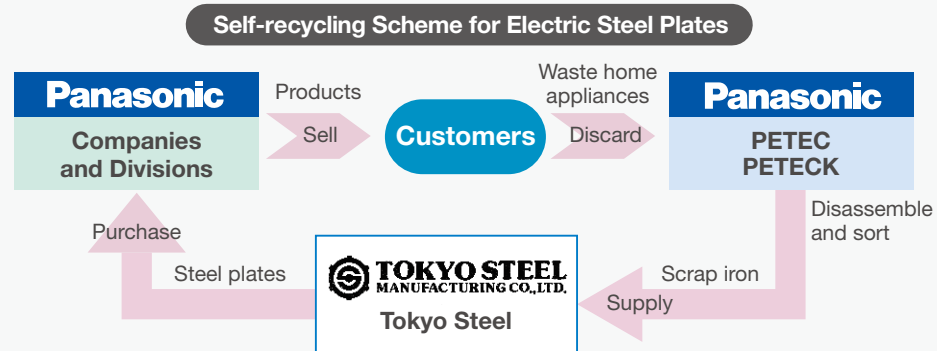 Self-recycling Scheme for Electric Steel Plates
Panasonic
Companies
and Divisions
Products
Sell
Customers
Waste home
appliances
Discard
Panasonic
PETEC
PETECK
Disassemble
and sort
Scrap iron
Supply
TOKYO STEEL
MANUFACTURING CO.,LTD.
Tokyo Steel
Steel plates
Purchase